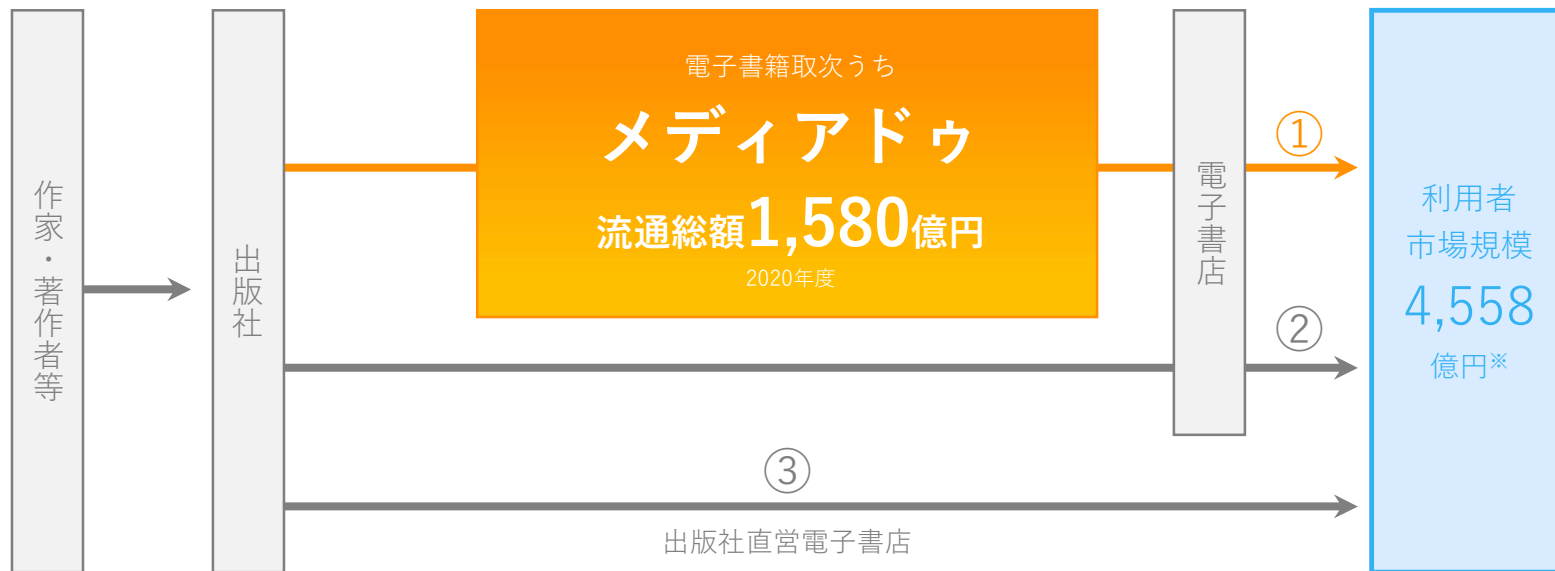 作家・著作者等
出版社
電子書籍取次うち
メディアドゥ
流通総額1,580億円
2020年度
電子書店
①
②
③
出版社直営電子書店
利用者
市場規模
4,558
億円※